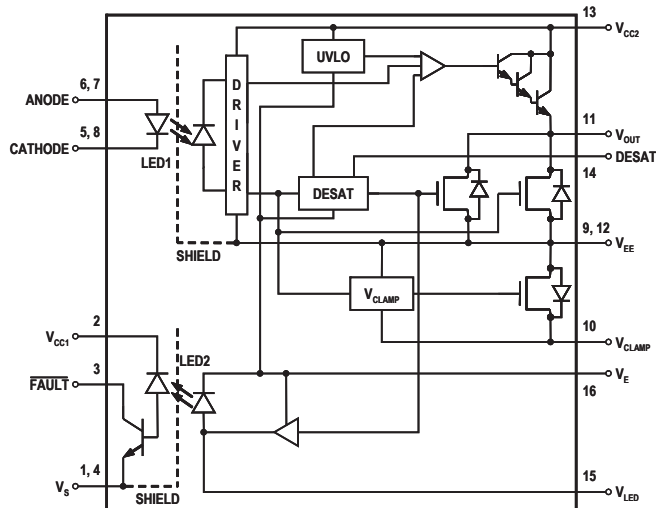 13
VCC2
UVLO
D
R
I
V
E
R
6, 7
ANODE
5, 8
CATHODE
LED1
11
VOUT
DESAT
14
DESAT
9, 12
VEE
SHIELD
VCLAMP
10
VCLAMP
2
VCC1
LED2
3
FAULT
VE
16
1, 4
VS
SHIELD
15
VLED